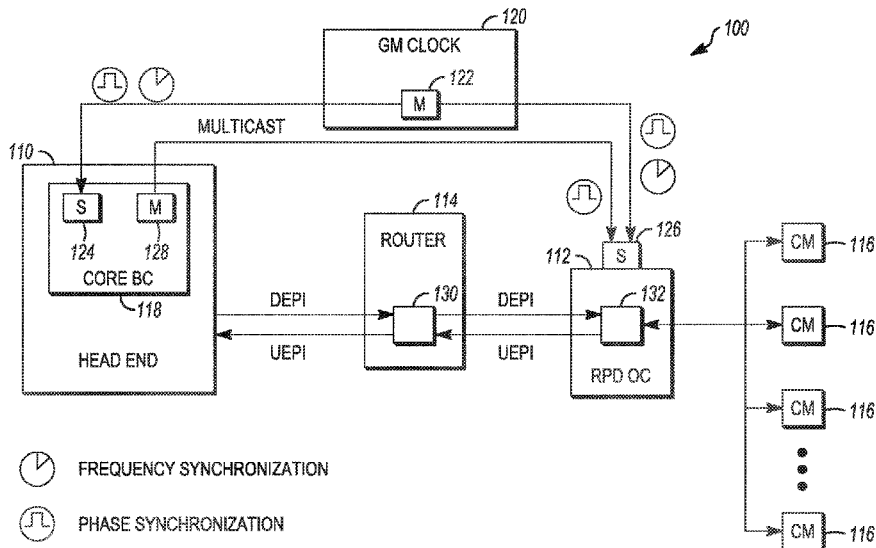 120
GM CLOCK
100
122
M
MULTICAST
110
S
M
124
128
CORE BC
118
HEAD END
114
ROUTER
130
DEPI
DEPI
UEPI
UEPI
126
112
S
132
RPD OC
CM
116
CM
116
CM
116
CM
116
FREQUENCY SYNCHRONIZATION
PHASE SYNCHRONIZATION